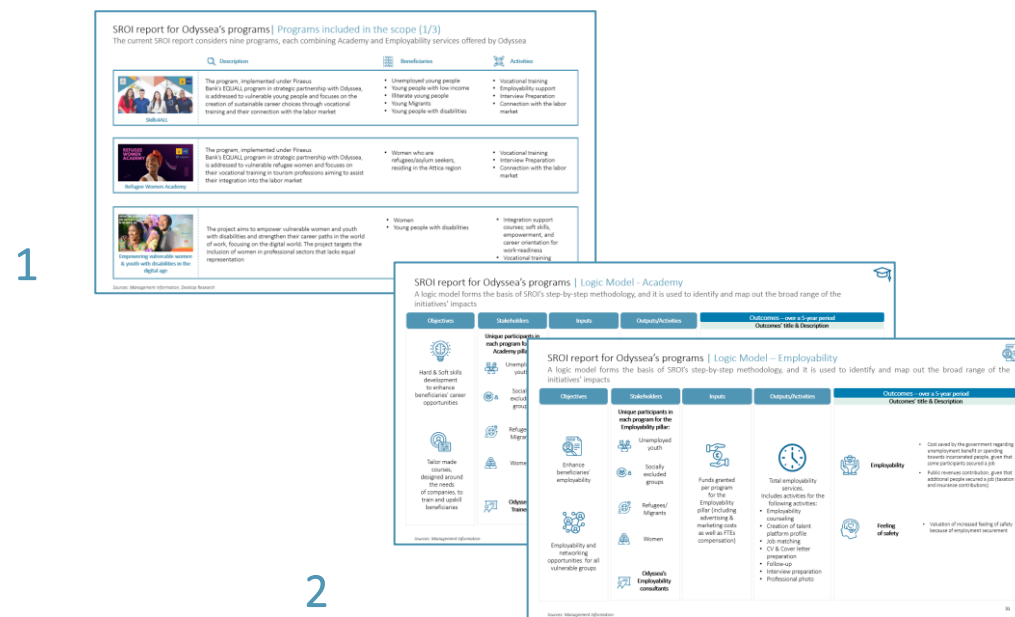 SROI report for Odyssea's programs | Programs included in the scope (1/3)
The current SROI report considers nine programs, each combining Academy and Employability services offered by Odyssea
Description
Beneficiaries
Activities
REFUGEE
WOMEN
ACADEMY
Skills4ALL
The program, implemented under Piraeus
Bank's EQUALL program in strategic partnership with Odyssea,
is addressed to vulnerable young people and focuses on the
creation of sustainable career choices through vocational
training and their connection with the labor market
• Unemployed young people
• Young people with low income
• Illiterate young people
• Young Migrants
• Young people with disabilities
• Vocational training
• Employability support
• Interview Preparation
• Connection with the labor
market
Refugee Women Academy
The program, implemented under Piraeus
Bank's EQUALL program in strategic partnership with Odyssea,
is addressed to vulnerable refugee women and focuses on
their vocational training in tourism professions aiming to assist
their integration into the labor market
• Women who are
refugees/asylum seekers,
residing in the Attica region
• Vocational training
• Interview Preparation
• Connection with the labor
market
Empowering vulnerable women
& youth with disabilities in the
digital age
The project aims to empower vulnerable women and youth
with disabilities and strengthen their career paths in the world
of work, focusing on the digital world. The project targets the
inclusion of women in professional sectors that lacks equal
representation
• Women
• Young people with disabilities
• Integration support
courses: soft skills,
empowerment, and
career orientation for
work-readiness
• Vocational training
Sources: Management Information, Desktop Research
1
SROI report for Odyssea's programs | Logic Model - Academy
A logic model forms the basis of SROI's step-by-step methodology, and it is used to identify and map out the broad range of the
initiatives' impacts
Objectives
Stakeholders
Inputs
Outputs/Activities
Outcomes – over a 5-year period
Outcomes' title & Description
Hard & Soft skills
development
to enhance
beneficiaries' career
opportunities
Tailor made
courses,
designed around
the needs
of companies, to
train and upskill
beneficiaries
Unique participants in
each program fo
Academy pilla
Unempl
youth
Social
exclud
group
Refuge
Migran
Wome
Odysse
Traine
Sources: Management Information
2
SROI report for Odyssea's programs | Logic Model – Employability
A logic model forms the basis of SROI's step-by-step methodology, and it is used to identify and map out the broad range of the
initiatives' impacts
Objectives
Stakeholders
Inputs
Outputs/Activities
Outcomes – over a 5-year period
Outcomes' title & Description
Enhance
beneficiaries'
employability
Employability and
networking
opportunities for all
vulnerable groups
Unique participants in
each program for the
Employability pillar:
Unemployed
youth
Socially
excluded
groups
Refugees/
Migrants
Women
Odyssea's
Employability
consultants
Funds granted
per program
for the
Employability
pillar (including
advertising &
marketing costs
as well as FTEs
compensation)
Total employability
services.
Includes activities for the
following activities:
• Employability
counseling
• Creation of talent
platform profile
• Job matching
• CV & Cover letter
preparation
• Follow-up
• Interview preparation
• Professional photo
Employability
• Cost saved by the government regarding
unemployment benefit or spending
towards incarcerated people, given that
some participants secured a job
• Public revenues contribution, given that
additional people secured a job (taxation
and insurance contributions)
Feeling
of safety
• Valuation of increased feeling of safety
because of employment securement
Sources: Management Information